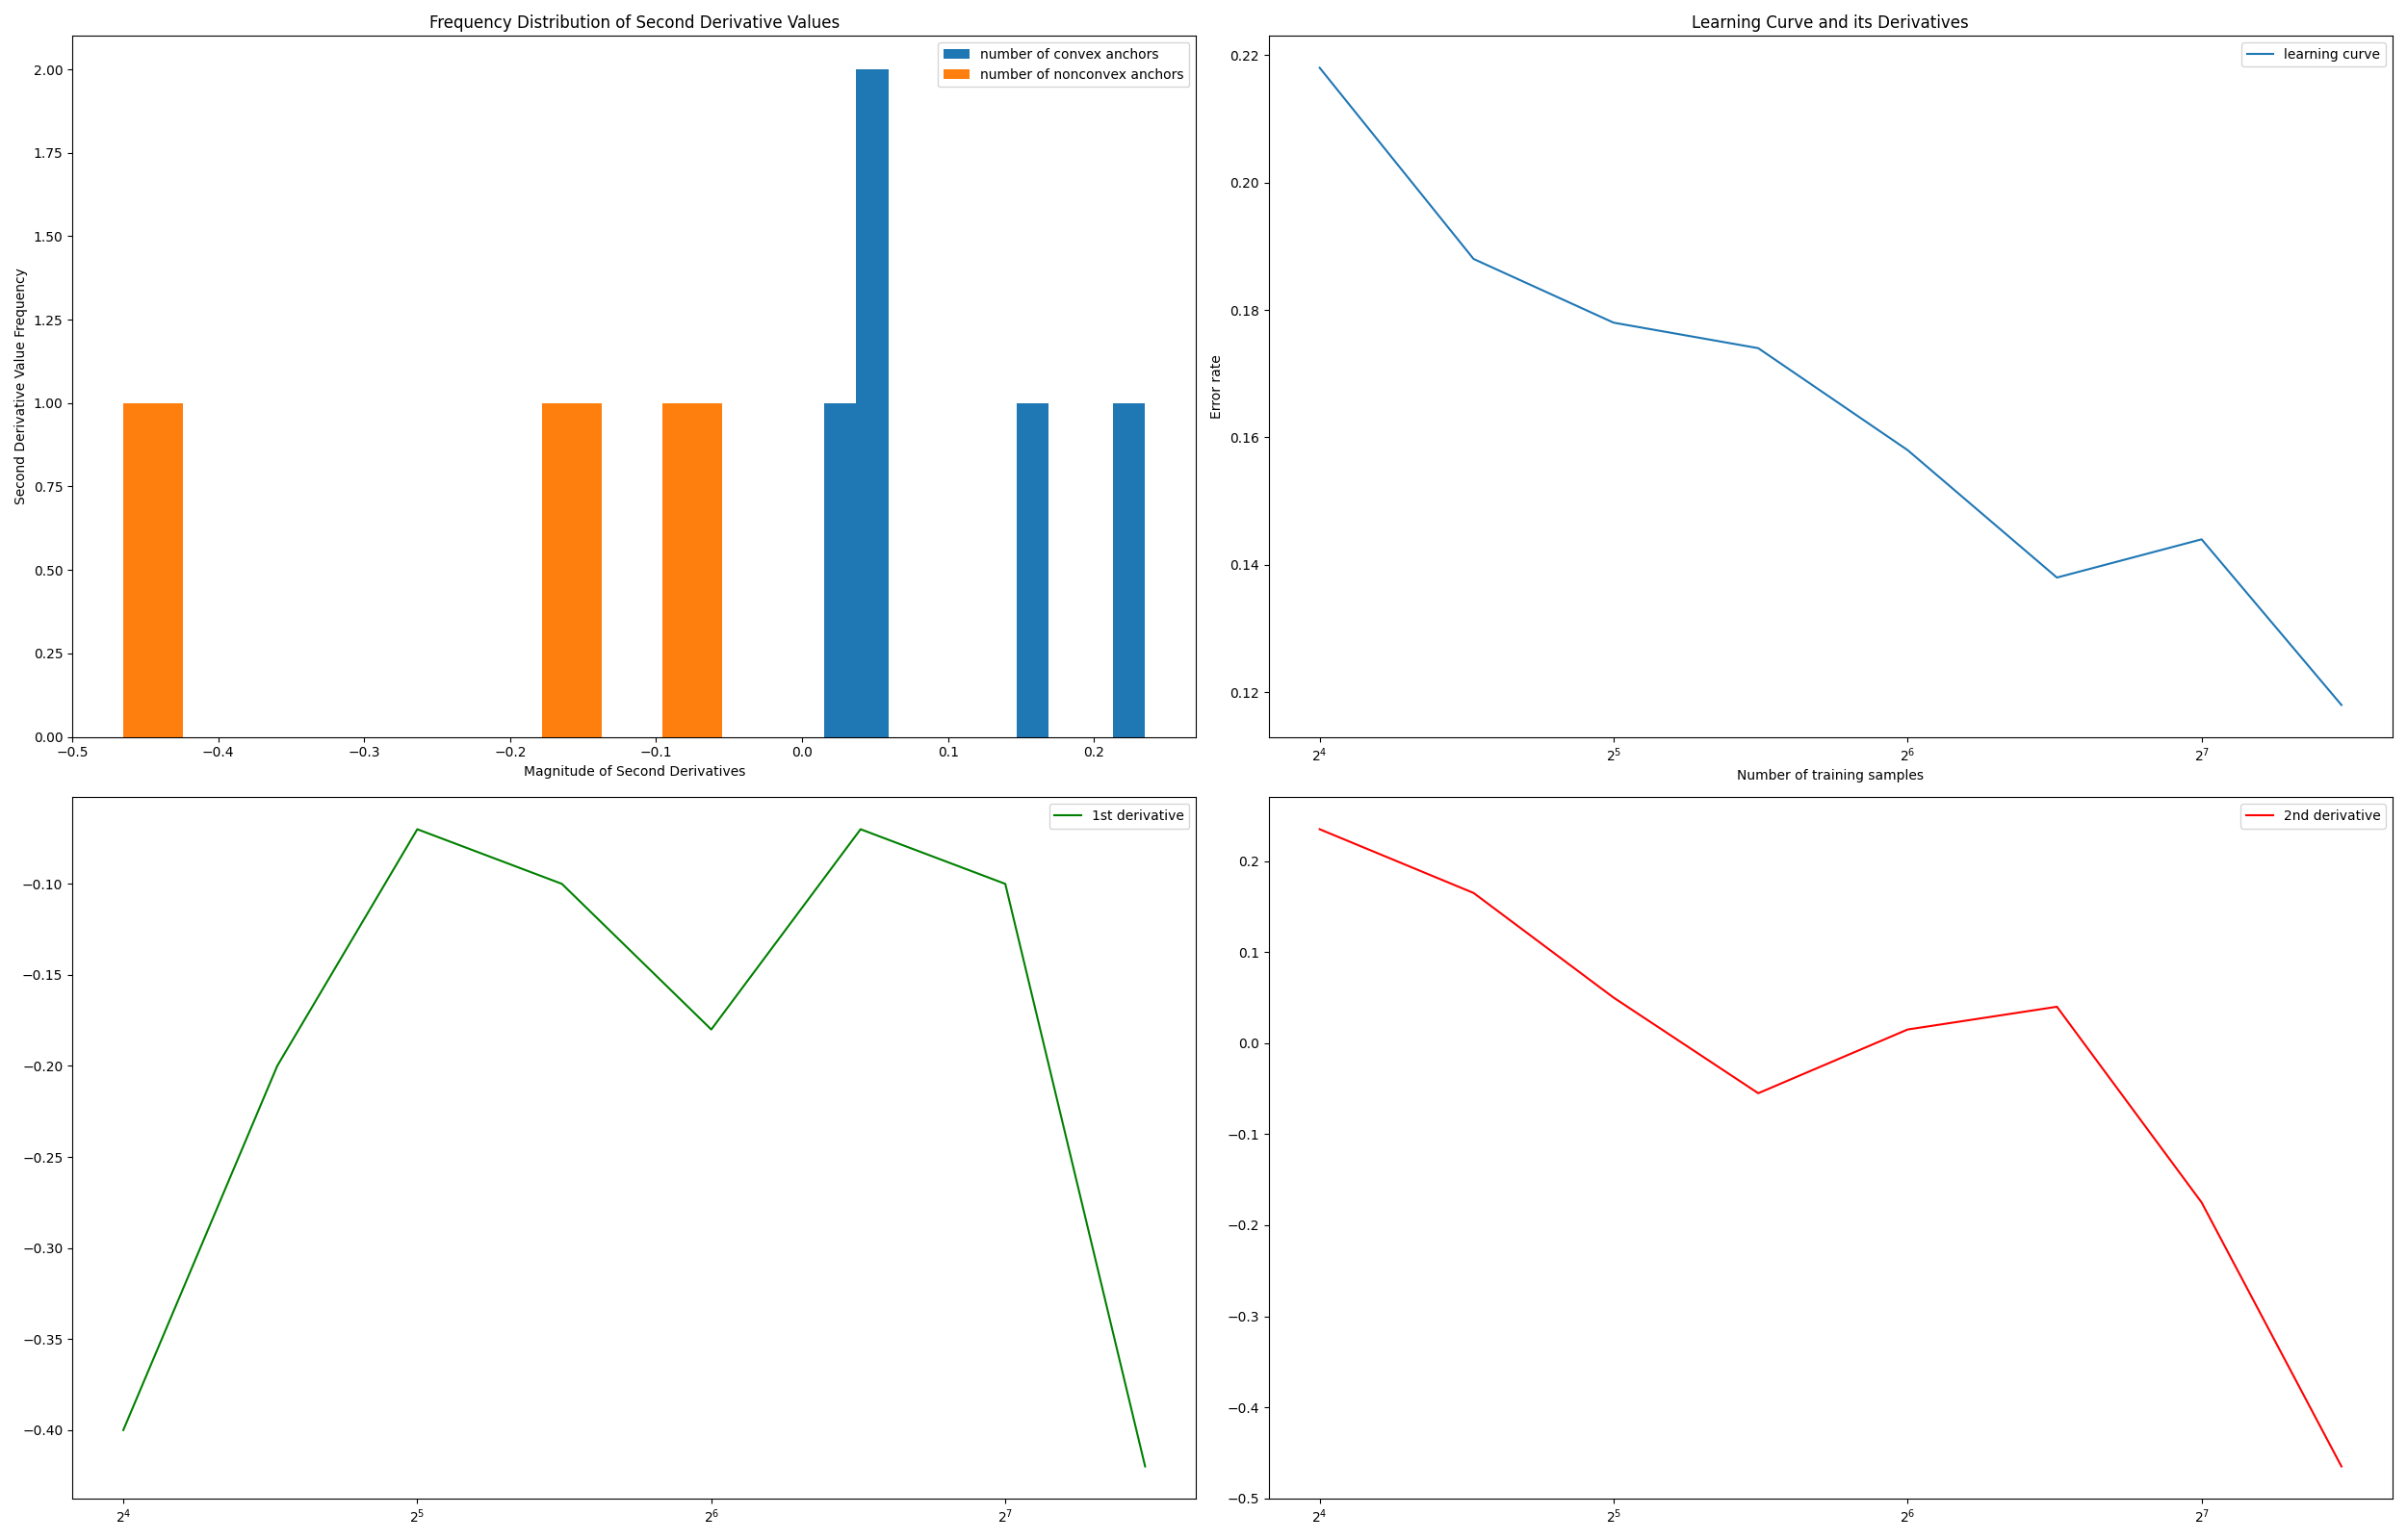 Frequency Distribution of Second Derivative Values
number of convex anchors
number of nonconvex anchors
2.00
1.75
1.50
1.25
1.00
0.75
0.50
0.25
0.00
Second Derivative Value Frequency
−0.5 −0.4 −0.3 −0.2 −0.1 0.0 0.1 0.2
Magnitude of Second Derivatives
Learning Curve and its Derivatives
learning curve
0.22
0.20
0.18
0.16
0.14
0.12
Error rate
2⁴ 2⁵ 2⁶ 2⁷
Number of training samples
1st derivative
−0.10
−0.15
−0.20
−0.25
−0.30
−0.35
−0.40
2⁴ 2⁵ 2⁶ 2⁷
2nd derivative
0.2
0.1
0.0
−0.1
−0.2
−0.3
−0.4
−0.5
2⁴ 2⁵ 2⁶ 2⁷